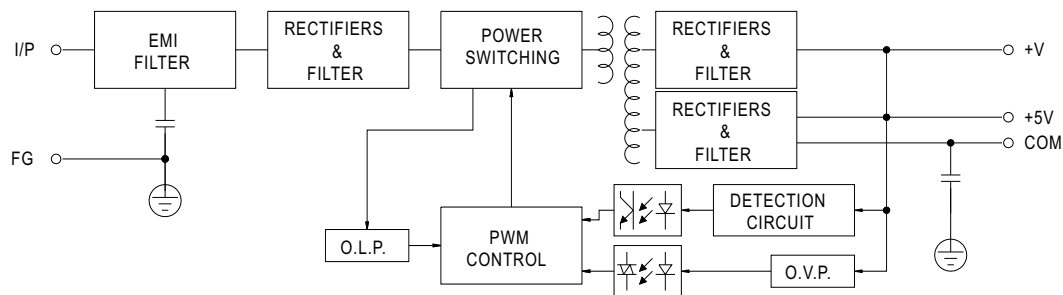 I/P
EMI
FILTER
RECTIFIERS
&
FILTER
POWER
SWITCHING
RECTIFIERS
&
FILTER
+V
RECTIFIERS
&
FILTER
+5V
COM
FG
DETECTION
CIRCUIT
O.L.P.
PWM
CONTROL
O.V.P.